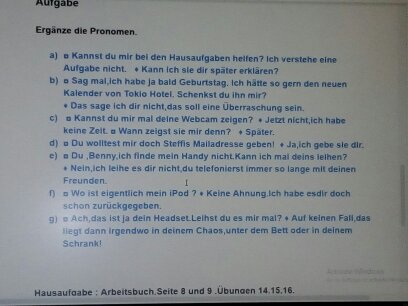 Aufgabe
Ergänze die Pronomen.
a) ¤ Kannst du mir bei den Hausaufgaben helfen? Ich verstehe eine
Aufgabe nicht. ♦ Kann ich sie dir später erklären?
b) ¤ Sag mal,ich habe ja bald Geburtstag. Ich hätte so gern den neuen
Kalender von Tokio Hotel. Schenkst du ihn mir?
♦ Das sage ich dir nicht,das soll eine Überraschung sein.
c) ¤ Kannst du mir mal deine Webcam zeigen? ♦ Jetzt nicht,ich habe
keine Zeit. ¤ Wann zeigst sie mir denn? ♦ Später.
d) ¤ Du wolltest mir doch Steffis Mailadresse geben! ♦ Ja,ich gebe sie dir.
e) ¤ Du ,Benny,ich finde mein Handy nicht.Kann ich mal deins leihen?
♦ Nein,ich leihe es dir nicht,du telefonierst immer so lange mit deinen
Freunden.
f) ¤ Wo ist eigentlich mein iPod ? ♦ Keine Ahnung.Ich habe esdir doch
schon zurückgegeben.
g) ¤ Ach,das ist ja dein Headset.Leihst du es mir mal? ♦ Auf keinen Fall,das
liegt dann irgendwo in deinem Chaos,unter dem Bett oder in deinem
Schrank!
Hausaufgabe : Arbeitsbuch.Seite 8 und 9 .Übungen 14.15.16.